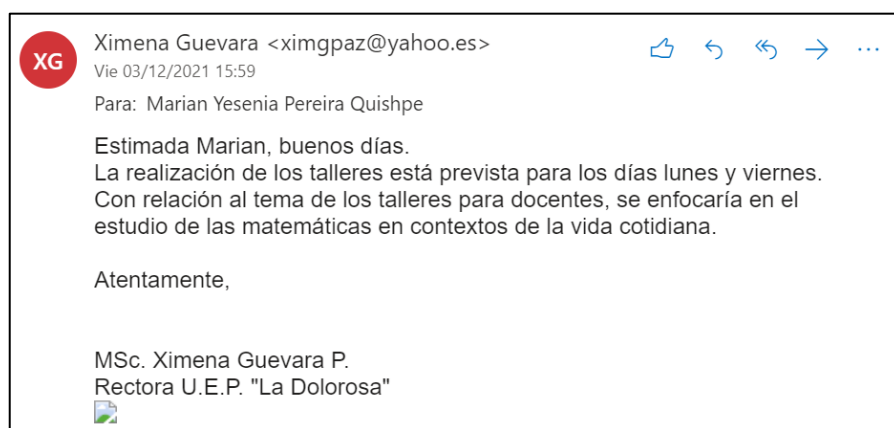 XG
Ximena Guevara <ximgpaz@yahoo.es>
Vie 03/12/2021 15:59
Para: Marian Yesenia Pereira Quishpe
Estimada Marian, buenos días.
La realización de los talleres está prevista para los días lunes y viernes.
Con relación al tema de los talleres para docentes, se enfocaría en el
estudio de las matemáticas en contextos de la vida cotidiana.
Atentamente,
MSc. Ximena Guevara P.
Rectora U.E.P. "La Dolorosa"